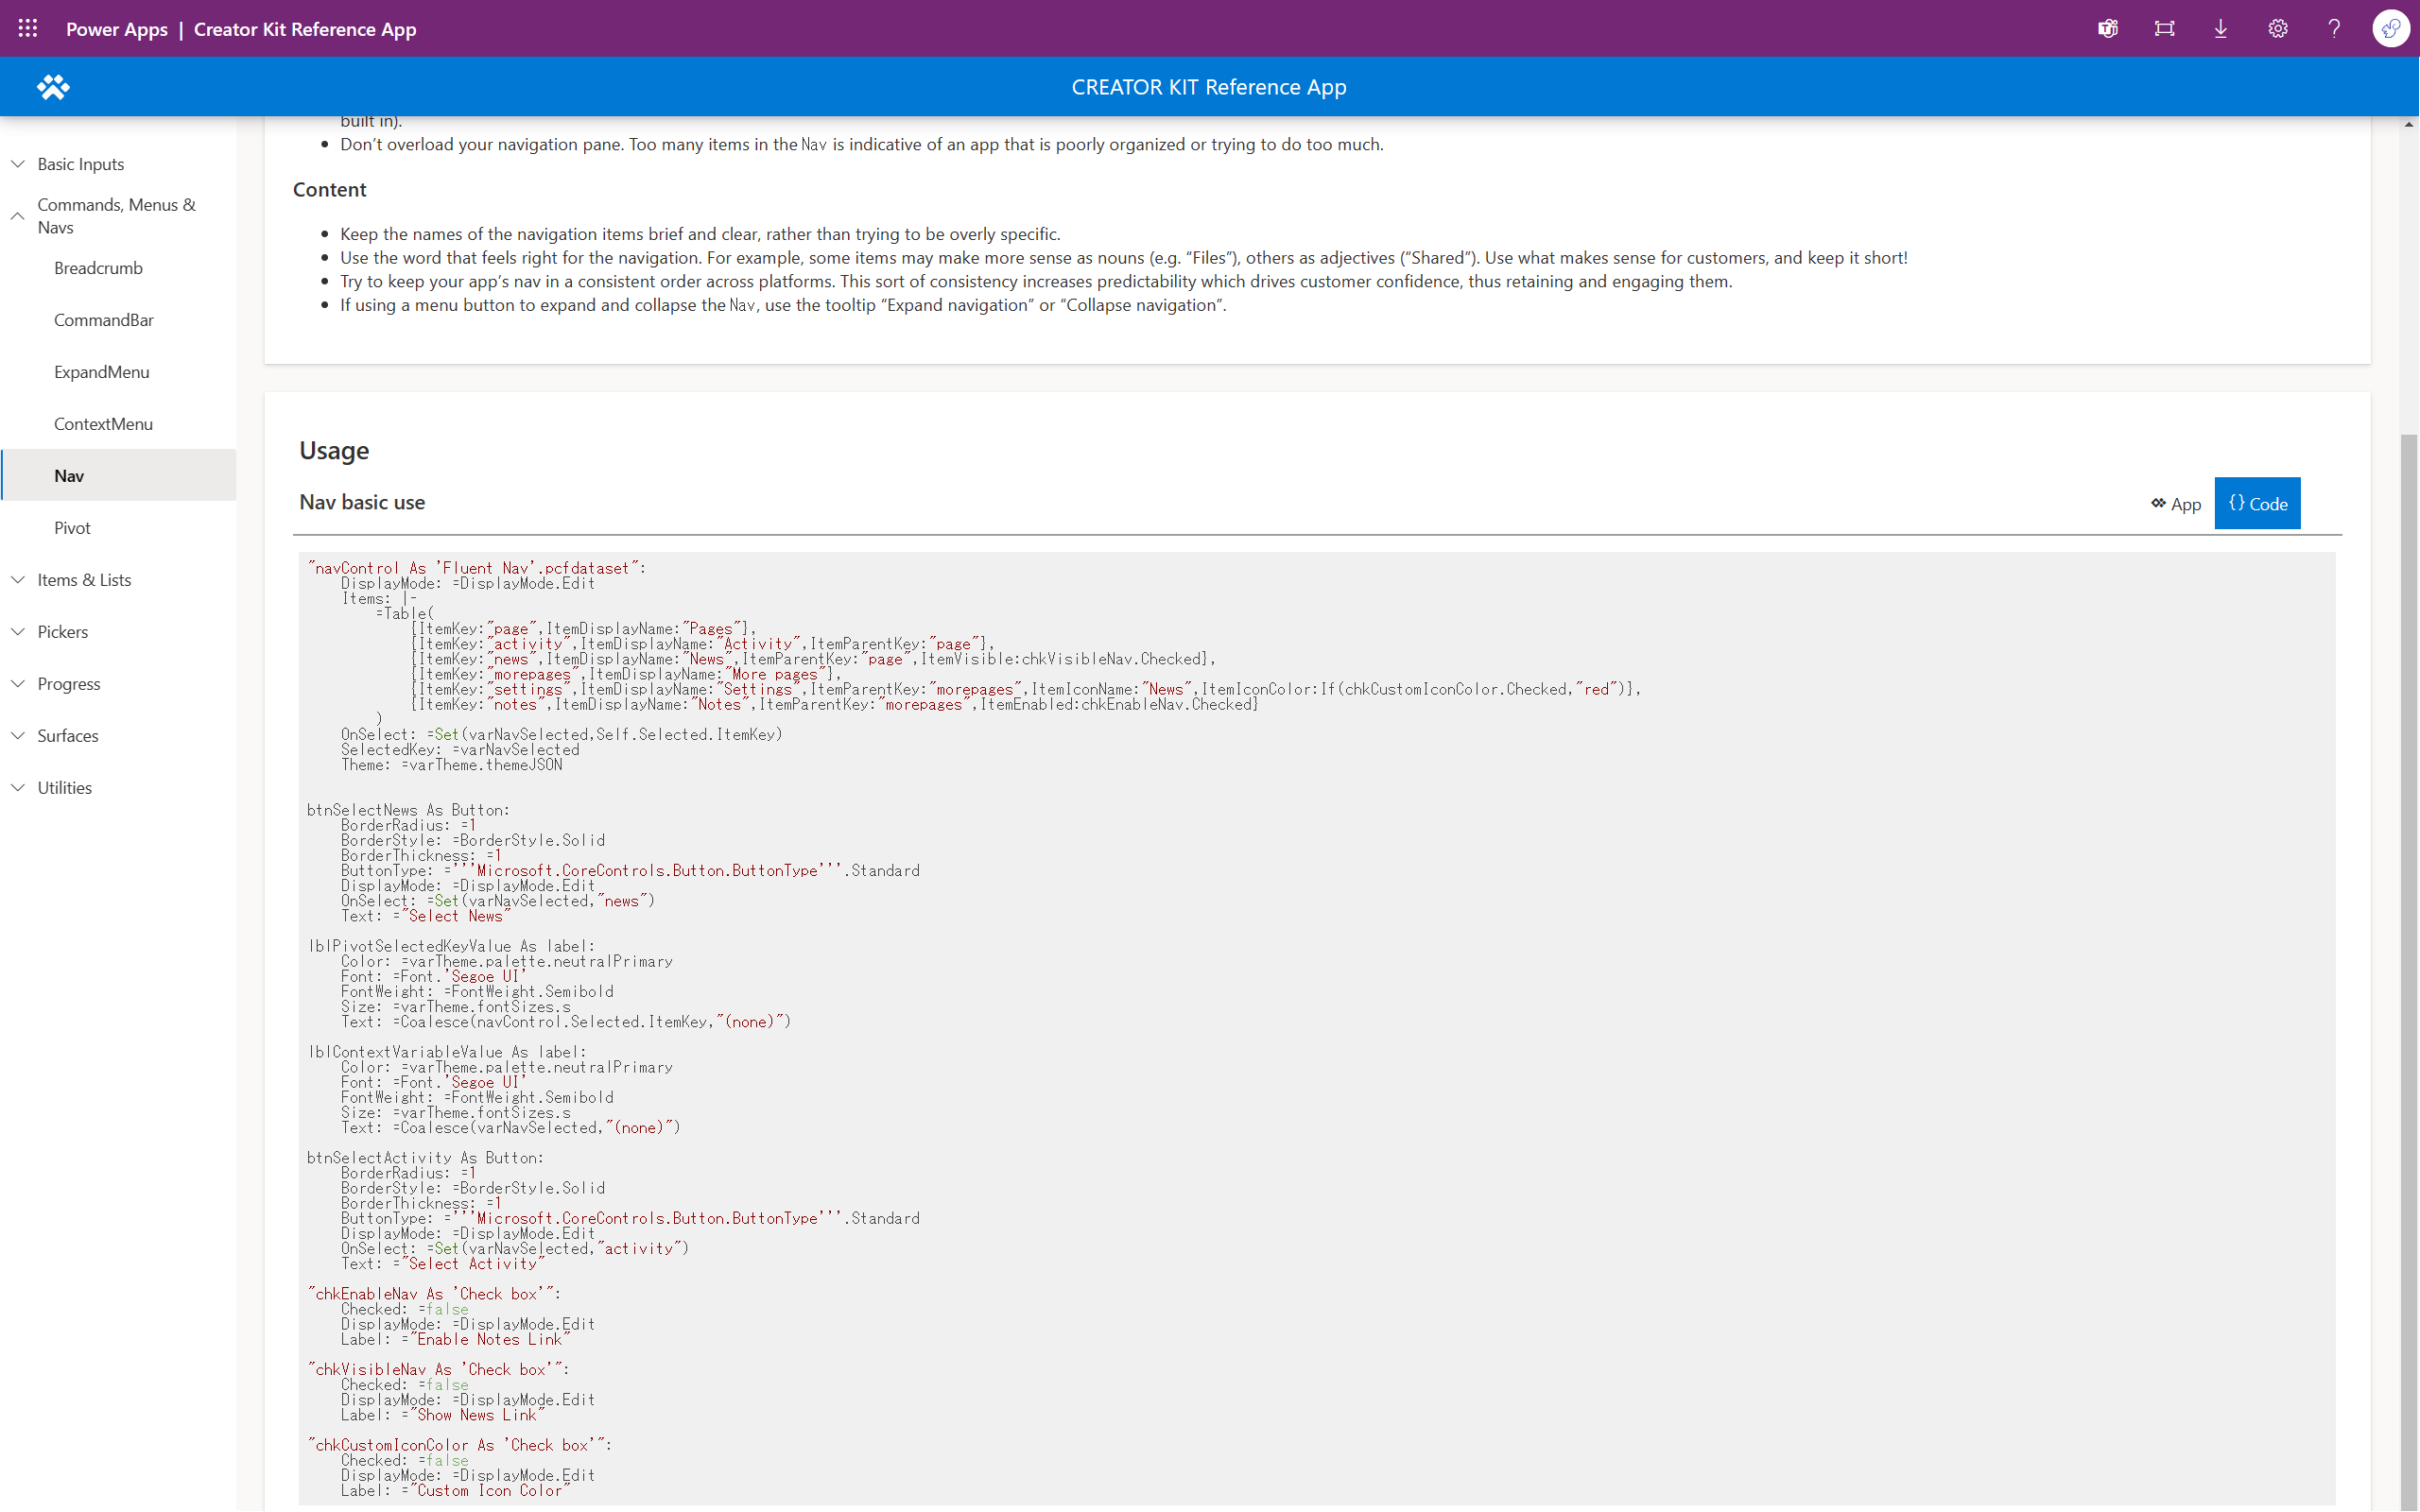 Power Apps | Creator Kit Reference App
CREATOR KIT Reference App
Basic Inputs
Commands, Menus &
Navs
Breadcrumb
CommandBar
ExpandMenu
ContextMenu
Nav
Pivot
Items & Lists
Pickers
Progress
Surfaces
Utilities
built in).
Don’t overload your navigation pane. Too many items in the Nav is indicative of an app that is poorly organized or trying to do too much.
Content
Keep the names of the navigation items brief and clear, rather than trying to be overly specific.
Use the word that feels right for the navigation. For example, some items may make more sense as nouns (e.g. “Files”), others as adjectives (“Shared”). Use what makes sense for customers, and keep it short!
Try to keep your app’s nav in a consistent order across platforms. This sort of consistency increases predictability which drives customer confidence, thus retaining and engaging them.
If using a menu button to expand and collapse the Nav, use the tooltip “Expand navigation” or “Collapse navigation”.
Usage
Nav basic use
App
{} Code
"navControl As 'Fluent Nav'.pcfdataset":
    DisplayMode: =DisplayMode.Edit
    Items: |-
        =Table(
            {ItemKey:"page",ItemDisplayName:"Pages"},
            {ItemKey:"activity",ItemDisplayName:"Activity",ItemParentKey:"page"},
            {ItemKey:"news",ItemDisplayName:"News",ItemParentKey:"page",ItemVisible:chkVisibleNav.Checked},
            {ItemKey:"morepages",ItemDisplayName:"More pages"},
            {ItemKey:"settings",ItemDisplayName:"Settings",ItemParentKey:"morepages",ItemIconName:"News",ItemIconColor:If(chkCustomIconColor.Checked,"red")},
            {ItemKey:"notes",ItemDisplayName:"Notes",ItemParentKey:"morepages",ItemEnabled:chkEnableNav.Checked}
        )
    OnSelect: =Set(varNavSelected,Self.Selected.ItemKey)
    SelectedKey: =varNavSelected
    Theme: =varTheme.themeJSON
btnSelectNews As Button:
    BorderRadius: =1
    BorderStyle: =BorderStyle.Solid
    BorderThickness: =1
    ButtonType: ='''Microsoft.CoreControls.Button.ButtonType'''.Standard
    DisplayMode: =DisplayMode.Edit
    OnSelect: =Set(varNavSelected,"news")
    Text: ="Select News"
lblPivotSelectedKeyValue As label:
    Color: =varTheme.palette.neutralPrimary
    Font: =Font.'Segoe UI'
    FontWeight: =FontWeight.Semibold
    Size: =varTheme.fontSizes.s
    Text: =Coalesce(navControl.Selected.ItemKey,"(none)")
lblContextVariableValue As label:
    Color: =varTheme.palette.neutralPrimary
    Font: =Font.'Segoe UI'
    FontWeight: =FontWeight.Semibold
    Size: =varTheme.fontSizes.s
    Text: =Coalesce(varNavSelected,"(none)")
btnSelectActivity As Button:
    BorderRadius: =1
    BorderStyle: =BorderStyle.Solid
    BorderThickness: =1
    ButtonType: ='''Microsoft.CoreControls.Button.ButtonType'''.Standard
    DisplayMode: =DisplayMode.Edit
    OnSelect: =Set(varNavSelected,"activity")
    Text: ="Select Activity"
"chkEnableNav As 'Check box'":
    Checked: =false
    DisplayMode: =DisplayMode.Edit
    Label: ="Enable Notes Link"
"chkVisibleNav As 'Check box'":
    Checked: =false
    DisplayMode: =DisplayMode.Edit
    Label: ="Show News Link"
"chkCustomIconColor As 'Check box'":
    Checked: =false
    DisplayMode: =DisplayMode.Edit
    Label: ="Custom Icon Color"